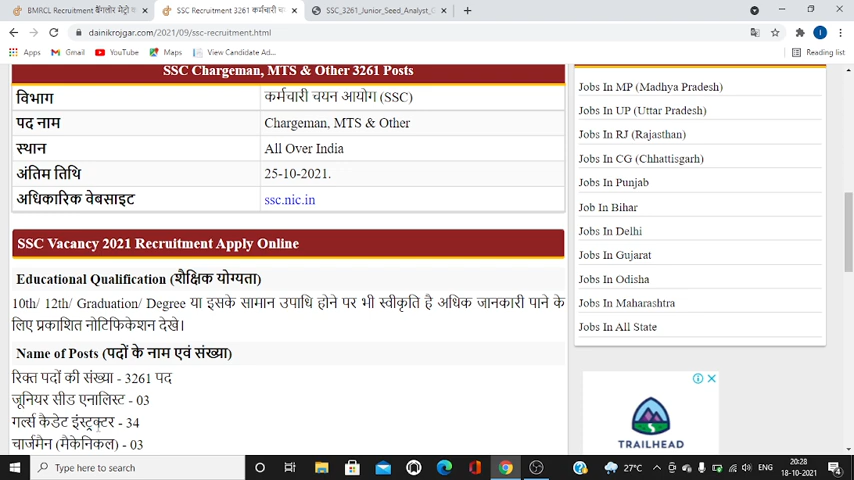 BMRCL Recruitment बैंगलोर मेट्रो
SSC Recruitment 3261 कर्मचारी चय
SSC_3261_Junior_Seed_Analyst_C
dainikrojgar.com/2021/09/ssc-recruitment.html
Apps Gmail YouTube Maps View Candidate Ad... Reading list
SSC Chargeman, MTS & Other 3261 Posts
विभाग कर्मचारी चयन आयोग (SSC)
पद नाम Chargeman, MTS & Other
स्थान All Over India
अंतिम तिथि 25-10-2021.
अधिकारिक वेबसाइट ssc.nic.in
SSC Vacancy 2021 Recruitment Apply Online
Educational Qualification (शैक्षिक योग्यता)
10th/ 12th/ Graduation/ Degree या इसके सामान उपाधि होने पर भी स्वीकृति है अधिक जानकारी पाने के
लिए प्रकाशित नोटिफिकेशन देखे।
Name of Posts (पदों के नाम एवं संख्या)
रिक्त पदों की संख्या - 3261 पद
जूनियर सीड एनालिस्ट - 03
गर्ल्स कैडेट इंस्ट्रक्टर - 34
चार्जमैन (मैकेनिकल) - 03
Jobs In MP (Madhya Pradesh)
Jobs In UP (Uttar Pradesh)
Jobs In RJ (Rajasthan)
Jobs In CG (Chhattisgarh)
Jobs In Punjab
Job In Bihar
Jobs In Delhi
Jobs In Gujarat
Jobs In Odisha
Jobs In Maharashtra
Jobs In All State
TRAILHEAD
Type here to search
27°C
ENG
20:28
18-10-2021
4